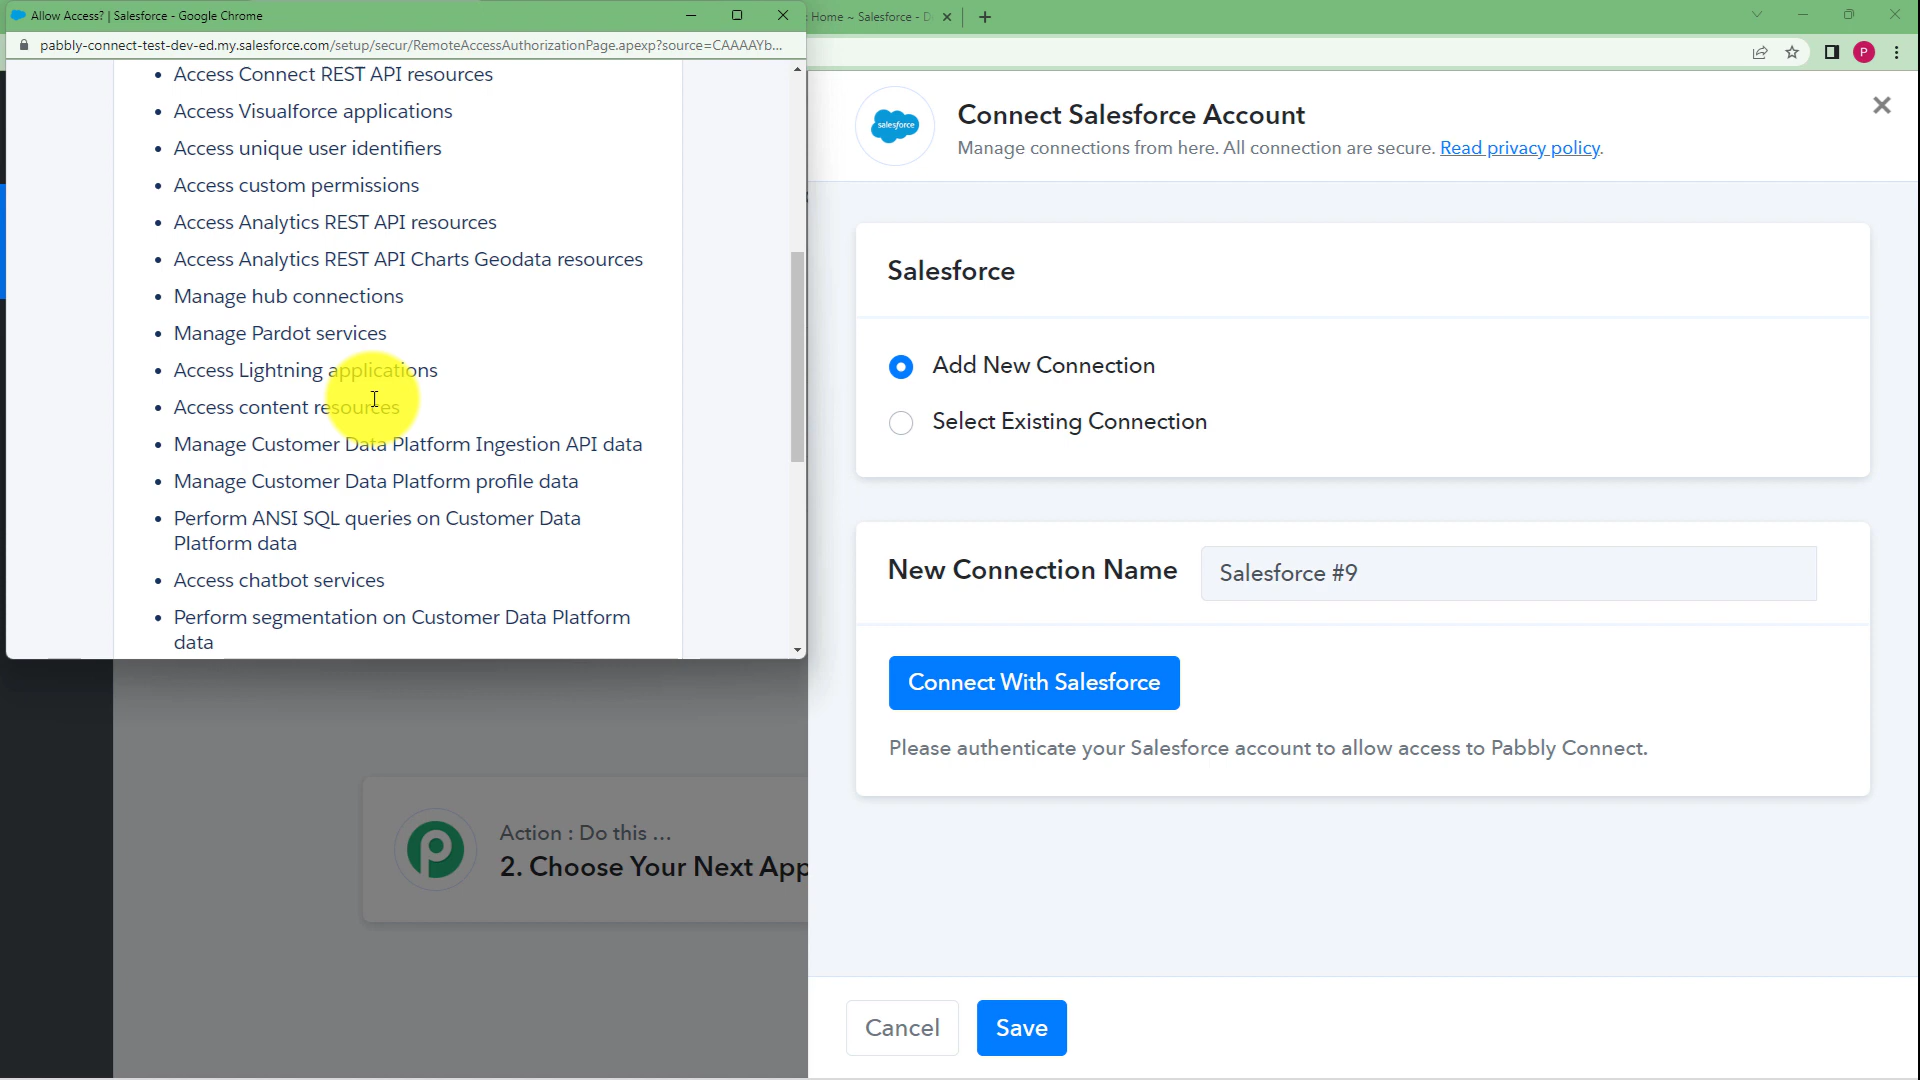 Allow Access? | Salesforce - Google Chrome
Home ~ Salesforce - D
pabbly-connect-test-dev-ed.my.salesforce.com/setup/secur/RemoteAccessAuthorizationPage.apexp?source=CAAAAYb...
P
• Access Connect REST API resources
• Access Visualforce applications
• Access unique user identifiers
• Access custom permissions
• Access Analytics REST API resources
• Access Analytics REST API Charts Geodata resources
• Manage hub connections
• Manage Pardot services
• Access Lightning applications
• Access content resources
• Manage Customer Data Platform Ingestion API data
• Manage Customer Data Platform profile data
• Perform ANSI SQL queries on Customer Data
Platform data
• Access chatbot services
• Perform segmentation on Customer Data Platform
data
salesforce
Connect Salesforce Account
Manage connections from here. All connection are secure. Read privacy policy.
Salesforce
Add New Connection
Select Existing Connection
New Connection Name
Salesforce #9
Connect With Salesforce
Please authenticate your Salesforce account to allow access to Pabbly Connect.
Action : Do this ...
2. Choose Your Next App
Cancel
Save